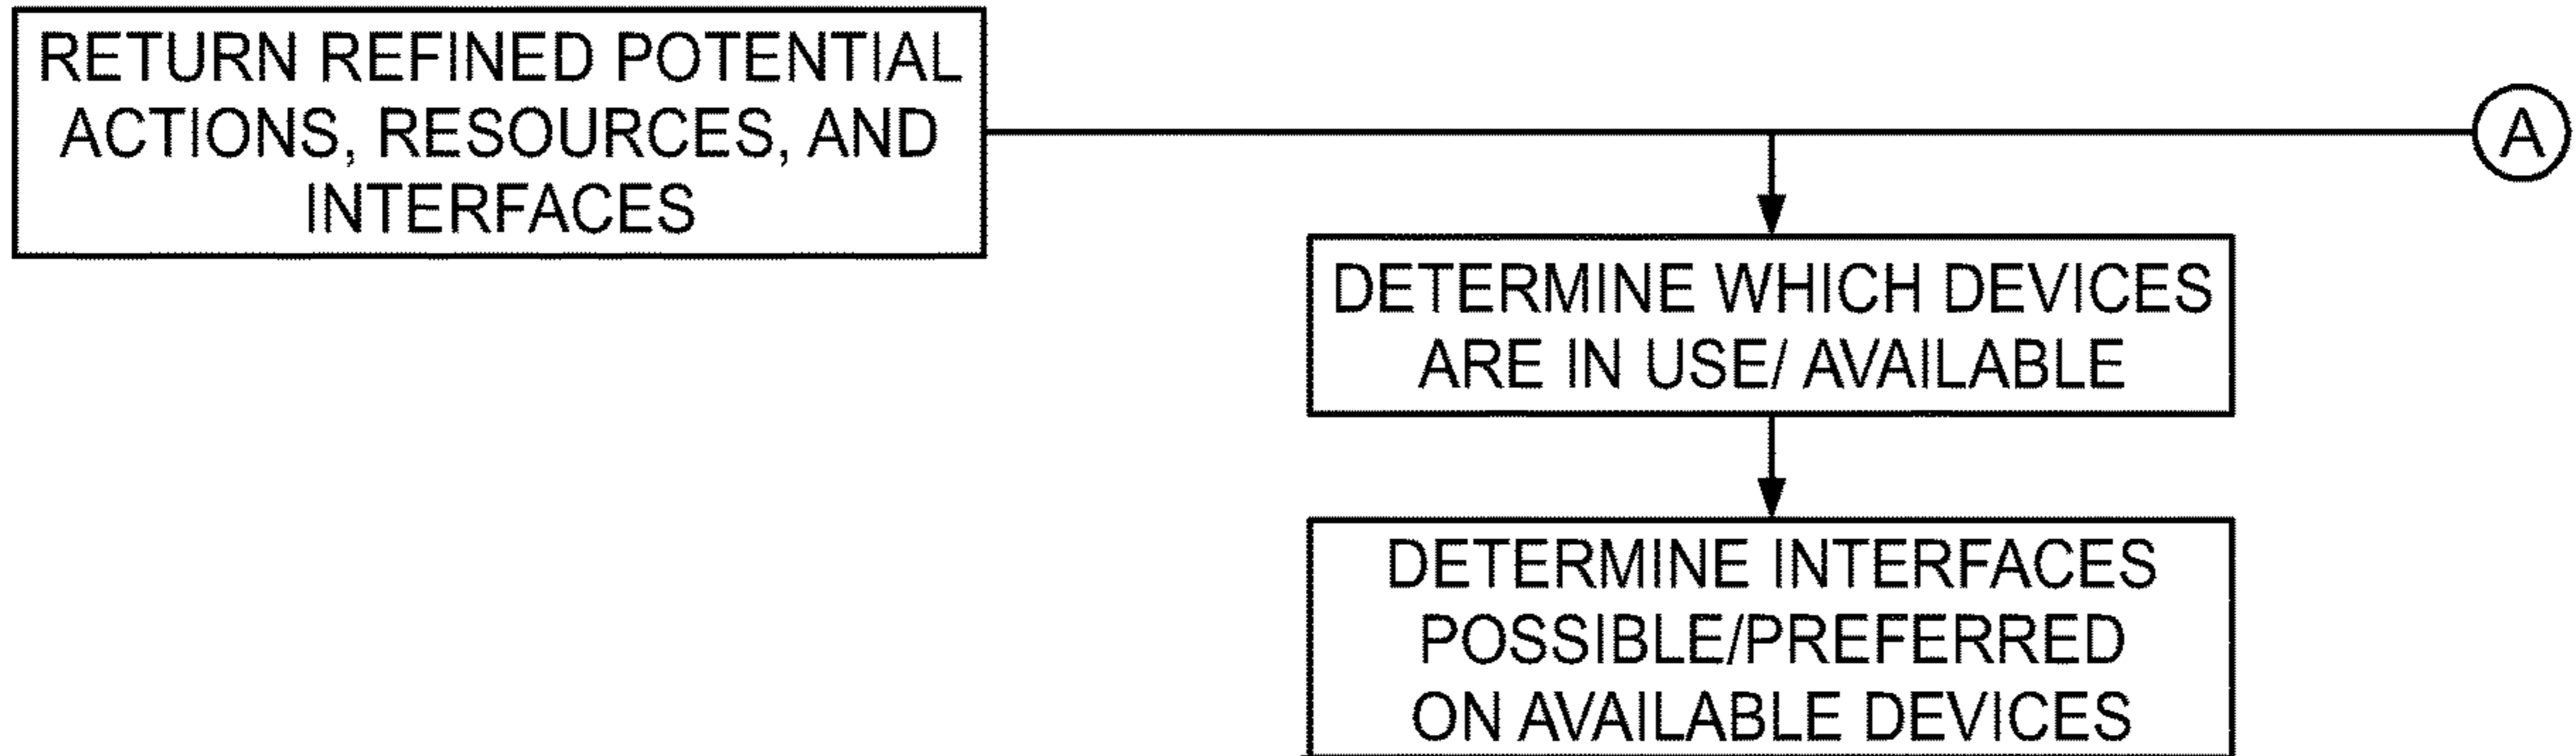 RETURN REFINED POTENTIAL
ACTIONS, RESOURCES, AND
INTERFACES
A
DETERMINE WHICH DEVICES
ARE IN USE/ AVAILABLE
DETERMINE INTERFACES
POSSIBLE/PREFERRED
ON AVAILABLE DEVICES